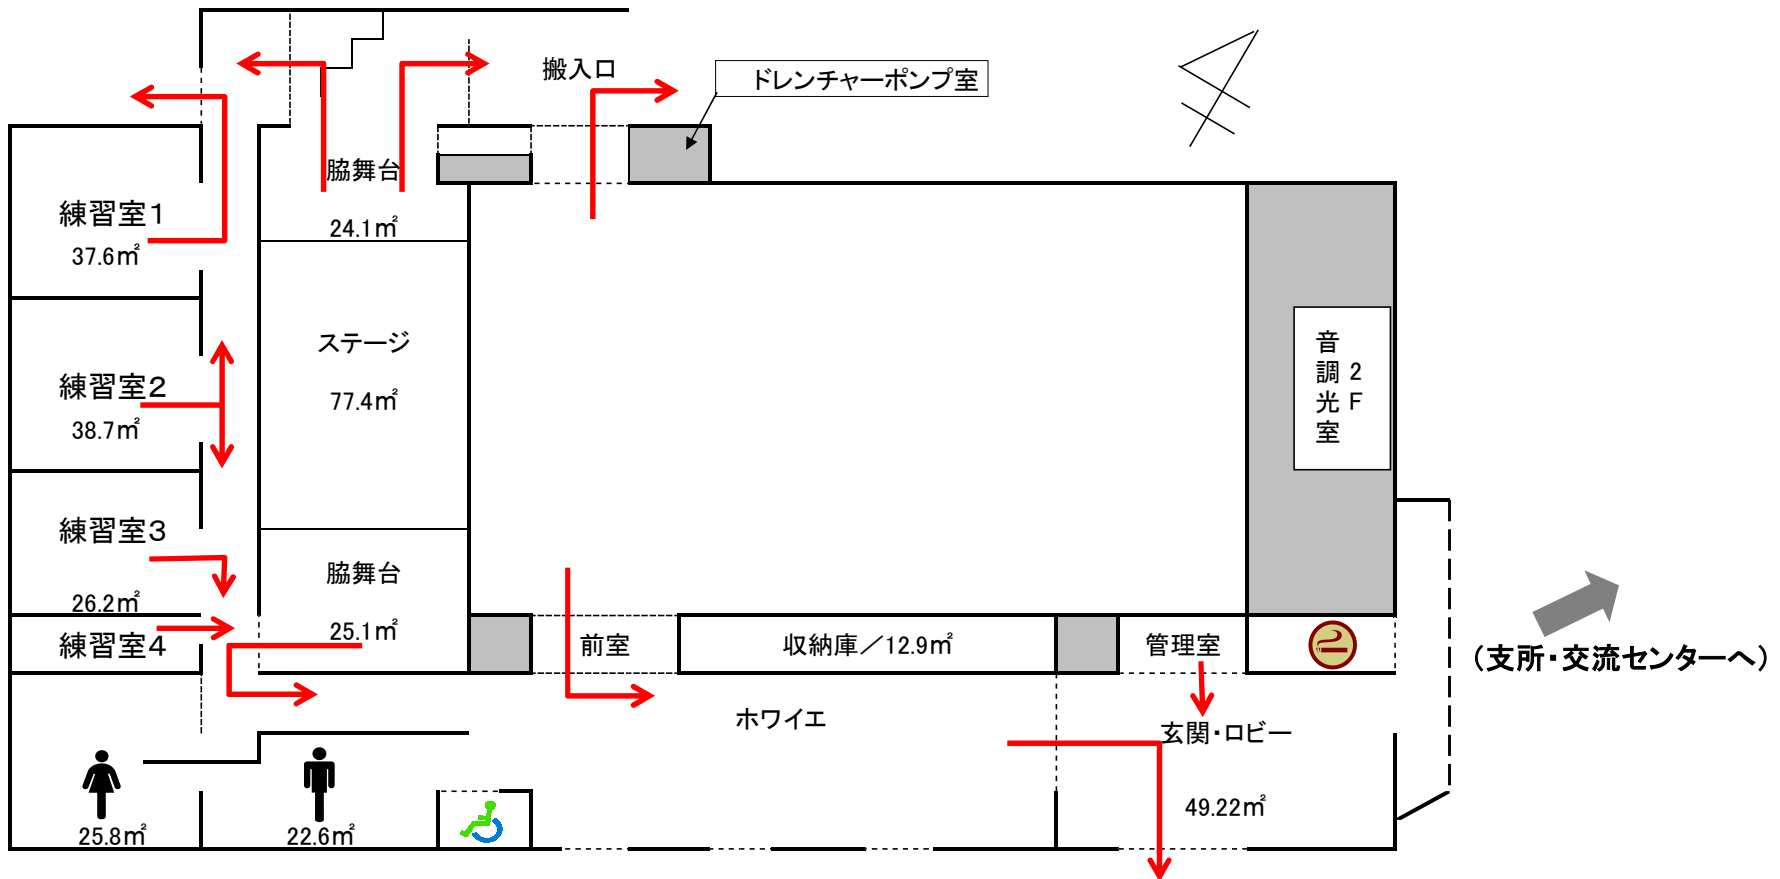 搬入口
ドレンチャーポンプ室
脇舞台
24.1㎡
練習室1
37.6㎡
ステージ
77.4㎡
練習室2
38.7㎡
2F
音調光室
練習室3
26.2㎡
脇舞台
25.1㎡
練習室4
前室
収納庫／12.9㎡
管理室
(支所・交流センターへ)
ホワイエ
玄関・ロビー
49.22㎡
25.8㎡
22.6㎡